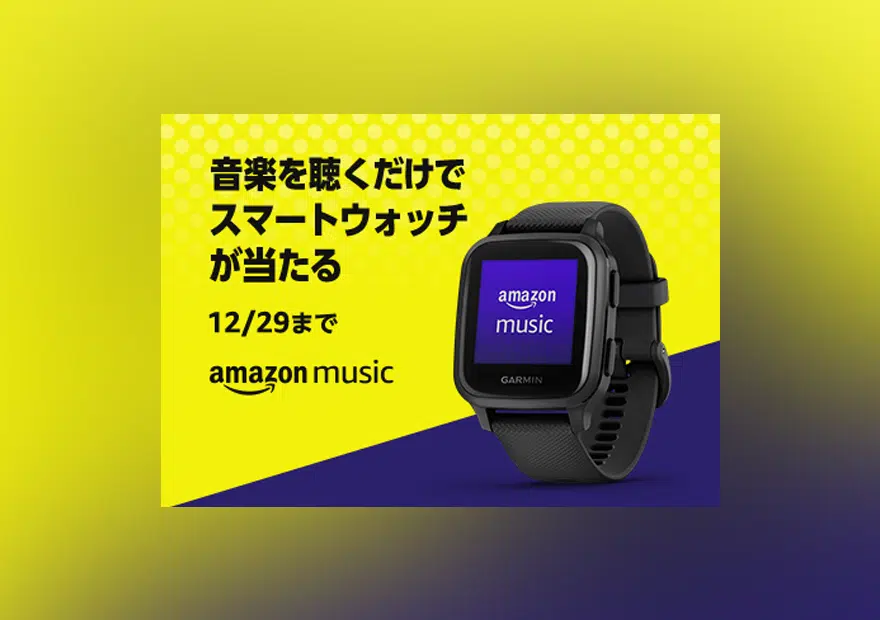 音楽を聴くだけで
スマートウォッチ
が当たる
12/29まで
amazon music
amazon
music
GARMIN